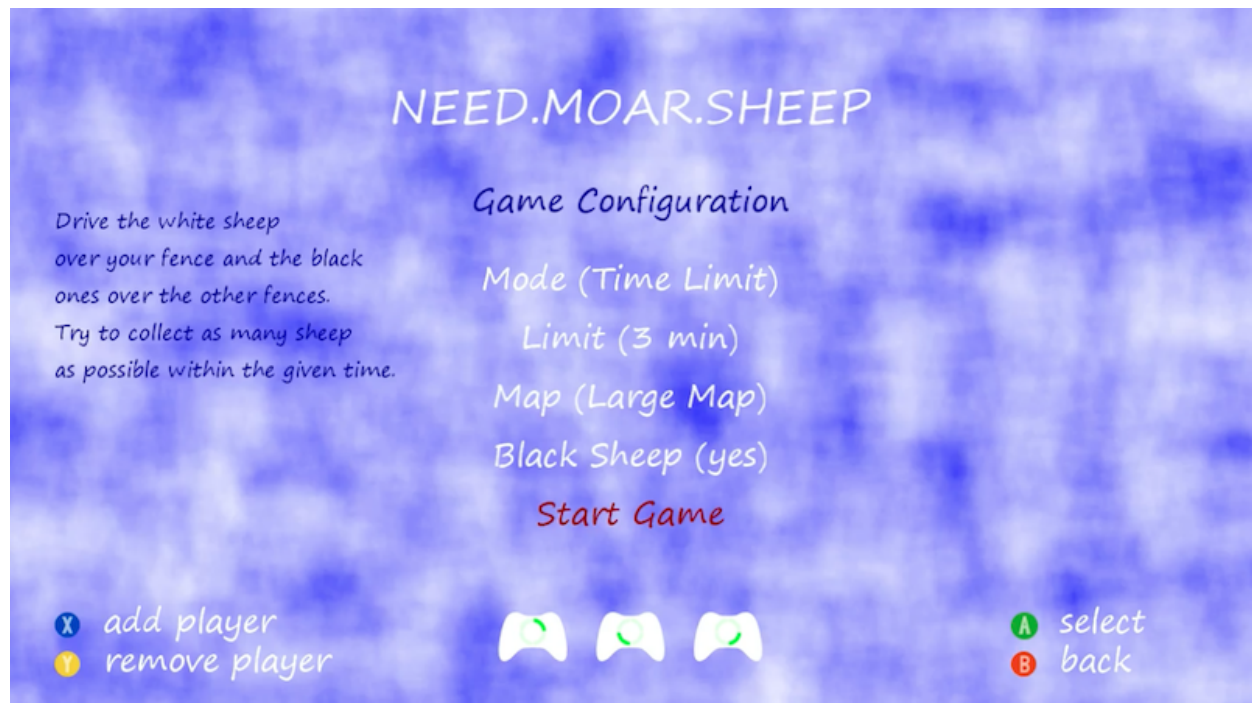 NEED.MOAR.SHEEP
Game Configuration
Drive the white sheep
over your fence and the black
ones over the other fences.
Try to collect as many sheep
as possible within the given time.
Mode (Time Limit)
Limit (3 min)
Map (Large Map)
Black Sheep (yes)
Start Game
X add player
Y remove player
A select
B back